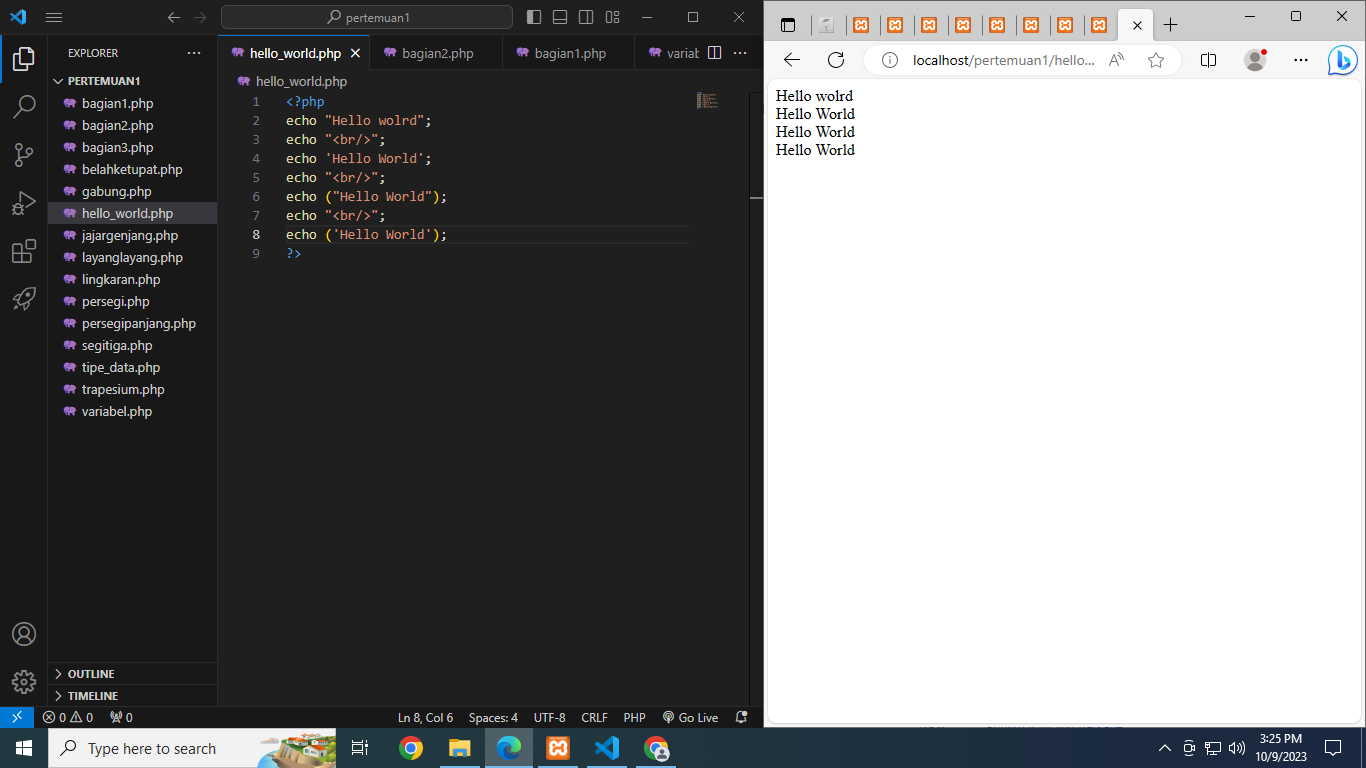 pertemuan1
EXPLORER
PERTEMUAN1
bagian1.php
bagian2.php
bagian3.php
belahketupat.php
gabung.php
hello_world.php
jajargenjang.php
layanglayang.php
lingkaran.php
persegi.php
persegipanjang.php
segitiga.php
tipe_data.php
trapesium.php
variabel.php
OUTLINE
TIMELINE
hello_world.php bagian2.php bagian1.php variab
hello_world.php
1 <?php
2 echo "Hello wolrd";
3 echo "<br/>";
4 echo 'Hello World';
5 echo "<br/>";
6 echo ("Hello World");
7 echo "<br/>";
8 echo ('Hello World');
9 ?>
0 0 0 Ln 8, Col 6 Spaces: 4 UTF-8 CRLF PHP Go Live
localhost/pertemuan1/hello...
Hello wolrd
Hello World
Hello World
Hello World
Type here to search
3:25 PM
10/9/2023